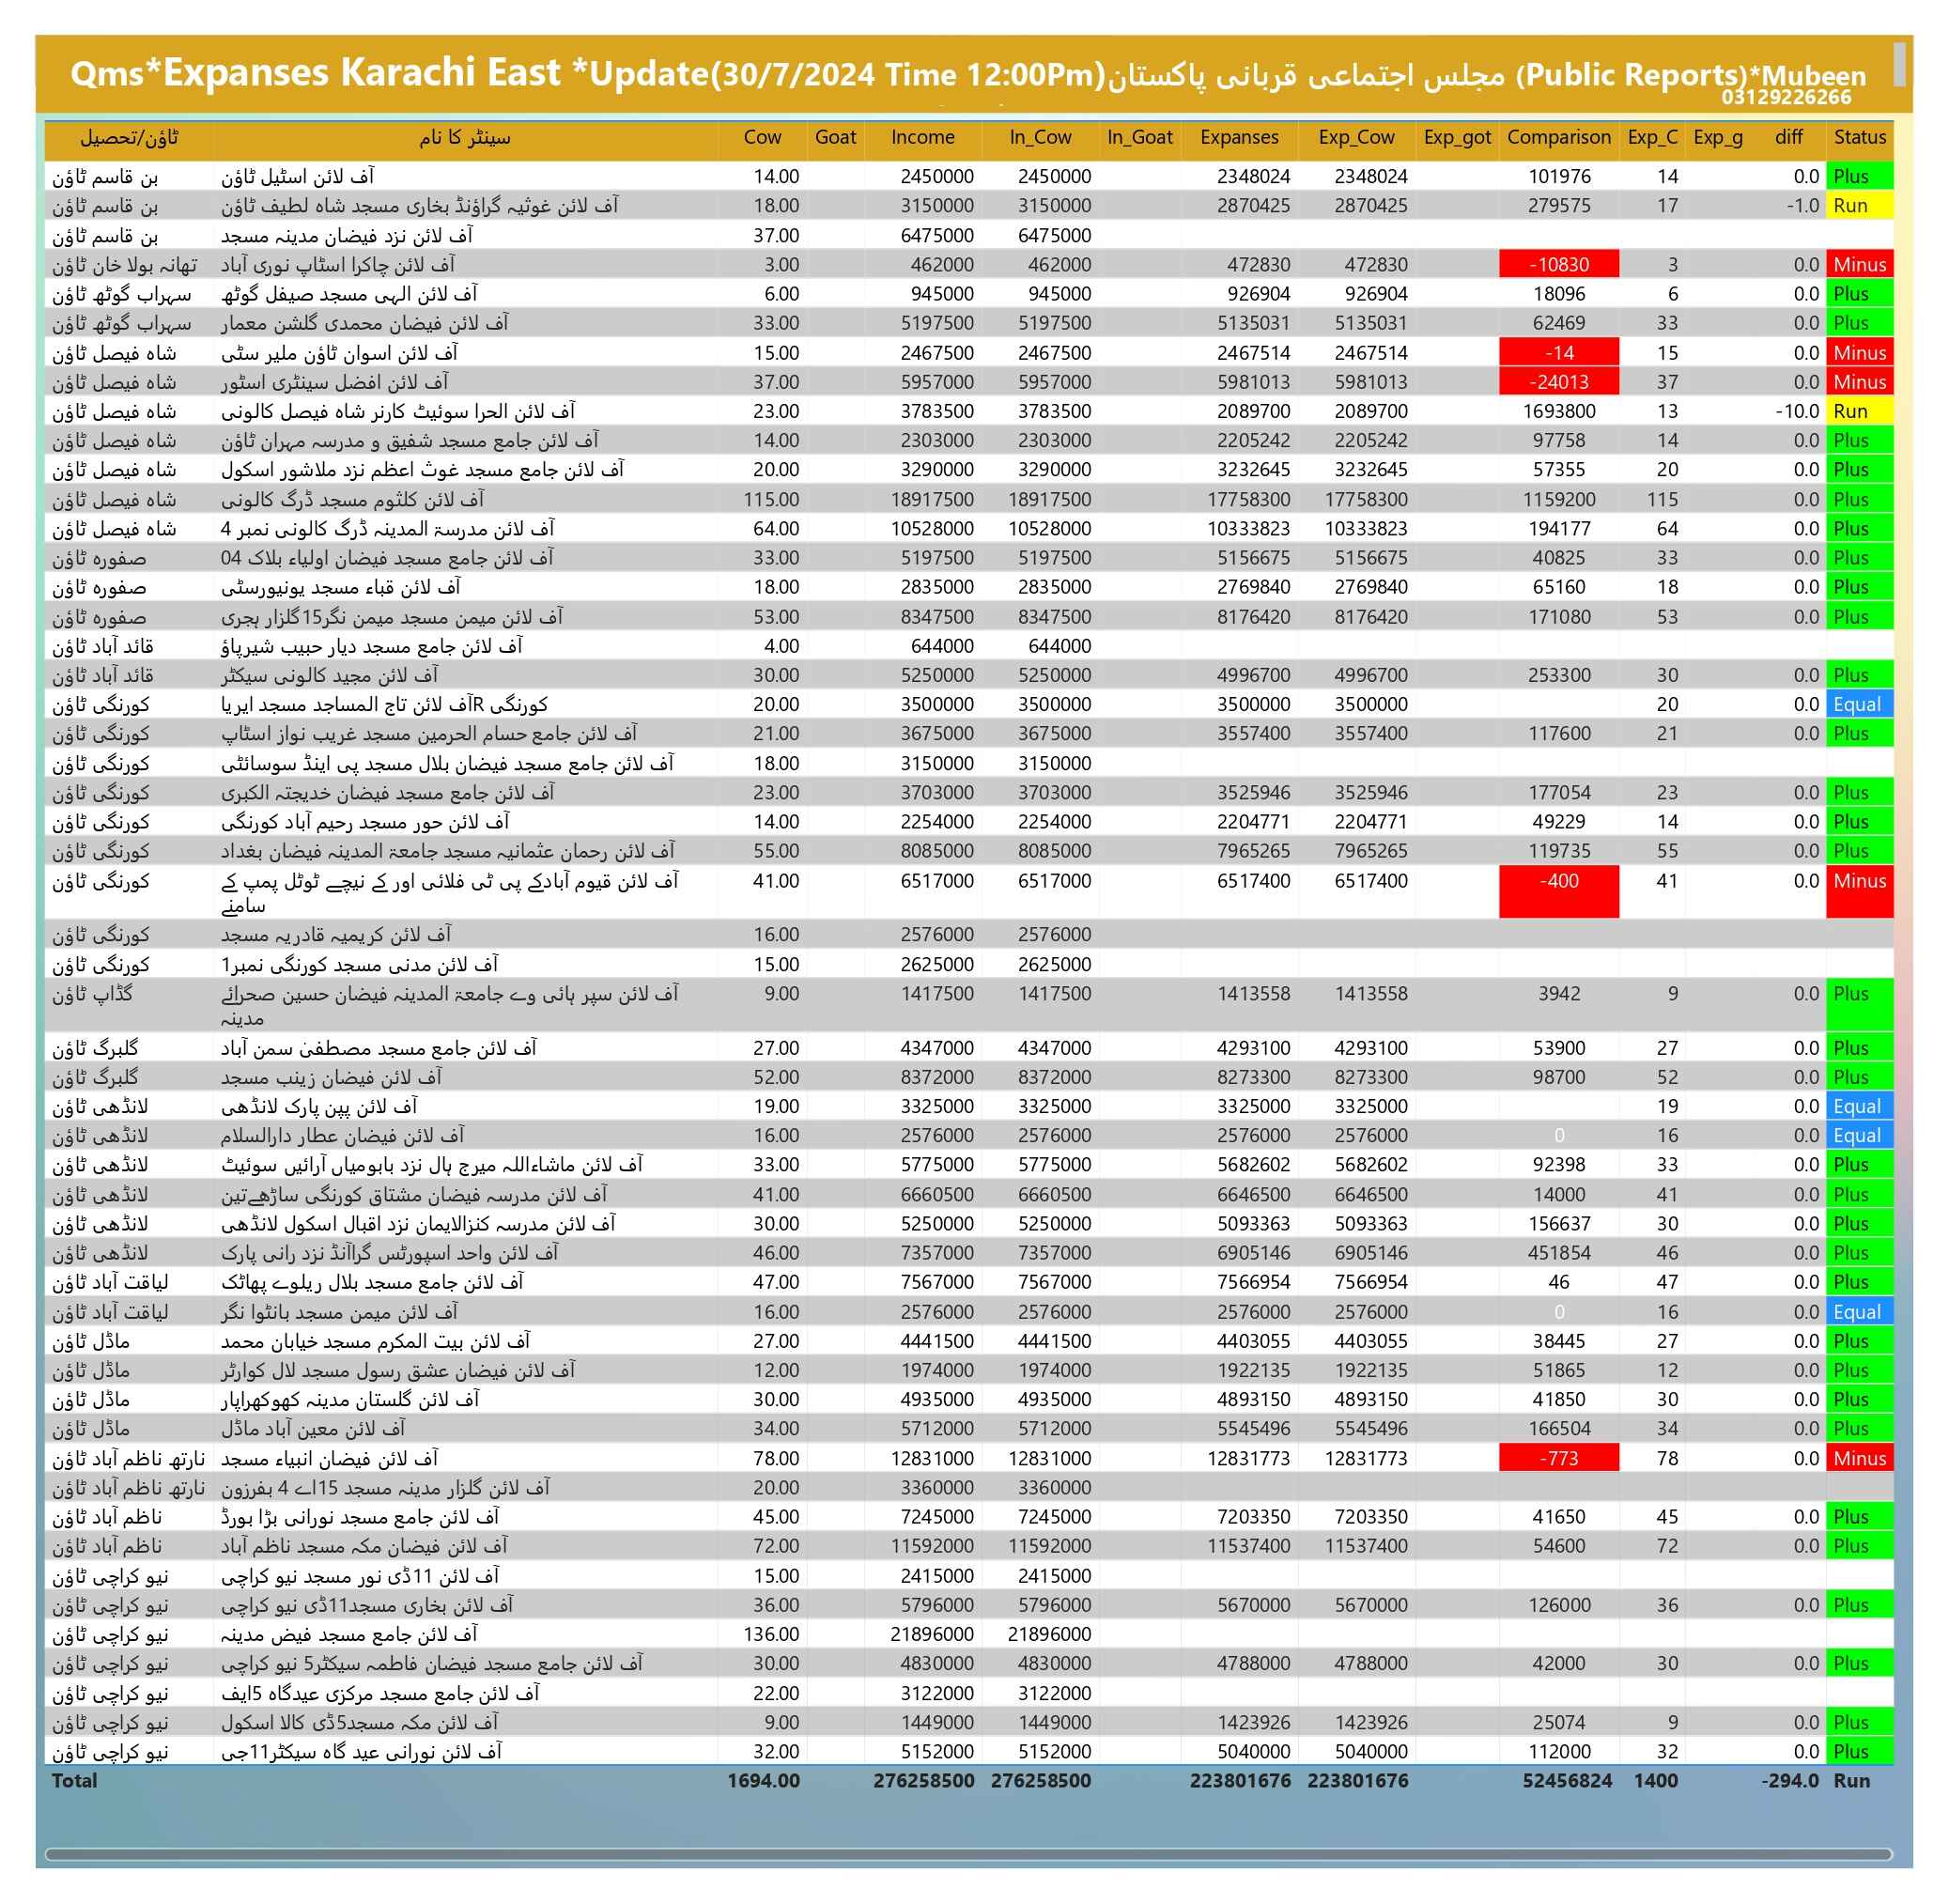 Qms*Expanses Karachi East *Update(30/7/2024 Time 12:00Pm)مجلس اجتماعی قربانی پاکستان (Public Reports)*Mubeen
03129226266
ٹاؤن/تحصیل سینٹر کا نام Cow Goat Income In_Cow In_Goat Expanses Exp_Cow Exp_got Comparison Exp_C Exp_g diff Status
بن قاسم ٹاؤن آف لائن اسٹیل ٹاؤن 14.00 2450000 2450000 2348024 2348024 101976 14 0.0 Plus
بن قاسم ٹاؤن آف لائن غوثیہ گراؤنڈ بخاری مسجد شاہ لطیف ٹاؤن 18.00 3150000 3150000 2870425 2870425 279575 17 -1.0 Run
بن قاسم ٹاؤن آف لائن نزد فیضان مدینہ مسجد 37.00 6475000 6475000
تھانہ بولا خان ٹاؤن آف لائن چاکرا اسٹاپ نوری آباد 3.00 462000 462000 472830 472830 -10830 3 0.0 Minus
سہراب گوٹھ ٹاؤن آف لائن الہی مسجد صیفل گوٹھ 6.00 945000 945000 926904 926904 18096 6 0.0 Plus
سہراب گوٹھ ٹاؤن آف لائن فیضان محمدی گلشن معمار 33.00 5197500 5197500 5135031 5135031 62469 33 0.0 Plus
شاہ فیصل ٹاؤن آف لائن اسوان ٹاؤن ملیر سٹی 15.00 2467500 2467500 2467514 2467514 -14 15 0.0 Minus
شاہ فیصل ٹاؤن آف لائن افضل سینٹری اسٹور 37.00 5957000 5957000 5981013 5981013 -24013 37 0.0 Minus
شاہ فیصل ٹاؤن آف لائن الحرا سوئیٹ کارنر شاہ فیصل کالونی 23.00 3783500 3783500 2089700 2089700 1693800 13 -10.0 Run
شاہ فیصل ٹاؤن آف لائن جامع مسجد شفیق و مدرسہ مہران ٹاؤن 14.00 2303000 2303000 2205242 2205242 97758 14 0.0 Plus
شاہ فیصل ٹاؤن آف لائن جامع مسجد غوث اعظم نزد ملاشور اسکول 20.00 3290000 3290000 3232645 3232645 57355 20 0.0 Plus
شاہ فیصل ٹاؤن آف لائن کلثوم مسجد ڈرگ کالونی 115.00 18917500 18917500 17758300 17758300 1159200 115 0.0 Plus
شاہ فیصل ٹاؤن آف لائن مدرسۃ المدینہ ڈرگ کالونی نمبر 4 64.00 10528000 10528000 10333823 10333823 194177 64 0.0 Plus
صفورہ ٹاؤن آف لائن جامع مسجد فیضان اولیاء بلاک 04 33.00 5197500 5197500 5156675 5156675 40825 33 0.0 Plus
صفورہ ٹاؤن آف لائن قباء مسجد یونیورسٹی 18.00 2835000 2835000 2769840 2769840 65160 18 0.0 Plus
صفورہ ٹاؤن آف لائن میمن مسجد میمن نگر15گلزار ہجری 53.00 8347500 8347500 8176420 8176420 171080 53 0.0 Plus
قائد آباد ٹاؤن آف لائن جامع مسجد دیار حبیب شیرپاؤ 4.00 644000 644000
قائد آباد ٹاؤن آف لائن مجید کالونی سیکٹر 30.00 5250000 5250000 4996700 4996700 253300 30 0.0 Plus
کورنگی ٹاؤن آف لائن تاج المساجد مسجد ایریاR کورنگی 20.00 3500000 3500000 3500000 3500000 20 0.0 Equal
کورنگی ٹاؤن آف لائن جامع حسام الحرمین مسجد غریب نواز اسٹاپ 21.00 3675000 3675000 3557400 3557400 117600 21 0.0 Plus
کورنگی ٹاؤن آف لائن جامع مسجد فیضان بلال مسجد پی اینڈ سوسائٹی 18.00 3150000 3150000
کورنگی ٹاؤن آف لائن جامع مسجد فیضان خدیجتہ الکبری 23.00 3703000 3703000 3525946 3525946 177054 23 0.0 Plus
کورنگی ٹاؤن آف لائن حور مسجد رحیم آباد کورنگی 14.00 2254000 2254000 2204771 2204771 49229 14 0.0 Plus
کورنگی ٹاؤن آف لائن رحمان عثمانیہ مسجد جامعۃ المدینہ فیضان بغداد 55.00 8085000 8085000 7965265 7965265 119735 55 0.0 Plus
کورنگی ٹاؤن آف لائن قیوم آبادکے پی ٹی فلائی اور کے نیچے ٹوٹل پمپ کے 41.00 6517000 6517000 6517400 6517400 -400 41 0.0 Minus
سامنے
کورنگی ٹاؤن آف لائن کریمیہ قادریہ مسجد 16.00 2576000 2576000
کورنگی ٹاؤن آف لائن مدنی مسجد کورنگی نمبر1 15.00 2625000 2625000
گڈاپ ٹاؤن آف لائن سپر ہائی وے جامعۃ المدینہ فیضان حسین صحرائے 9.00 1417500 1417500 1413558 1413558 3942 9 0.0 Plus
مدینہ
گلبرگ ٹاؤن آف لائن جامع مسجد مصطفیٰ سمن آباد 27.00 4347000 4347000 4293100 4293100 53900 27 0.0 Plus
گلبرگ ٹاؤن آف لائن فیضان زینب مسجد 52.00 8372000 8372000 8273300 8273300 98700 52 0.0 Plus
لانڈھی ٹاؤن آف لائن پپن پارک لانڈھی 19.00 3325000 3325000 3325000 3325000 19 0.0 Equal
لانڈھی ٹاؤن آف لائن فیضان عطار دارالسلام 16.00 2576000 2576000 2576000 2576000 0 16 0.0 Equal
لانڈھی ٹاؤن آف لائن ماشاءاللہ میرج ہال نزد بابومیاں آرائیں سوئیٹ 33.00 5775000 5775000 5682602 5682602 92398 33 0.0 Plus
لانڈھی ٹاؤن آف لائن مدرسہ فیضان مشتاق کورنگی ساڑھےتین 41.00 6660500 6660500 6646500 6646500 14000 41 0.0 Plus
لانڈھی ٹاؤن آف لائن مدرسہ کنزالایمان نزد اقبال اسکول لانڈھی 30.00 5250000 5250000 5093363 5093363 156637 30 0.0 Plus
لانڈھی ٹاؤن آف لائن واحد اسپورٹس گراآنڈ نزد رانی پارک 46.00 7357000 7357000 6905146 6905146 451854 46 0.0 Plus
لیاقت آباد ٹاؤن آف لائن جامع مسجد بلال ریلوے پھاٹک 47.00 7567000 7567000 7566954 7566954 46 47 0.0 Plus
لیاقت آباد ٹاؤن آف لائن میمن مسجد بانٹوا نگر 16.00 2576000 2576000 2576000 2576000 0 16 0.0 Equal
ماڈل ٹاؤن آف لائن بیت المکرم مسجد خیابان محمد 27.00 4441500 4441500 4403055 4403055 38445 27 0.0 Plus
ماڈل ٹاؤن آف لائن فیضان عشق رسول مسجد لال کوارٹر 12.00 1974000 1974000 1922135 1922135 51865 12 0.0 Plus
ماڈل ٹاؤن آف لائن گلستان مدینہ کھوکھراپار 30.00 4935000 4935000 4893150 4893150 41850 30 0.0 Plus
ماڈل ٹاؤن آف لائن معین آباد ماڈل 34.00 5712000 5712000 5545496 5545496 166504 34 0.0 Plus
نارتھ ناظم آباد ٹاؤن آف لائن فیضان انبیاء مسجد 78.00 12831000 12831000 12831773 12831773 -773 78 0.0 Minus
نارتھ ناظم آباد ٹاؤن آف لائن گلزار مدینہ مسجد 15اے 4 بفرزون 20.00 3360000 3360000
ناظم آباد ٹاؤن آف لائن جامع مسجد نورانی بڑا بورڈ 45.00 7245000 7245000 7203350 7203350 41650 45 0.0 Plus
ناظم آباد ٹاؤن آف لائن فیضان مکہ مسجد ناظم آباد 72.00 11592000 11592000 11537400 11537400 54600 72 0.0 Plus
نیو کراچی ٹاؤن آف لائن 11ڈی نور مسجد نیو کراچی 15.00 2415000 2415000
نیو کراچی ٹاؤن آف لائن بخاری مسجد11ڈی نیو کراچی 36.00 5796000 5796000 5670000 5670000 126000 36 0.0 Plus
نیو کراچی ٹاؤن آف لائن جامع مسجد فیض مدینہ 136.00 21896000 21896000
نیو کراچی ٹاؤن آف لائن جامع مسجد فیضان فاطمہ سیکٹر5 نیو کراچی 30.00 4830000 4830000 4788000 4788000 42000 30 0.0 Plus
نیو کراچی ٹاؤن آف لائن جامع مسجد مرکزی عیدگاہ 5ایف 22.00 3122000 3122000
نیو کراچی ٹاؤن آف لائن مکہ مسجد5ڈی کالا اسکول 9.00 1449000 1449000 1423926 1423926 25074 9 0.0 Plus
نیو کراچی ٹاؤن آف لائن نورانی عید گاہ سیکٹر11جی 32.00 5152000 5152000 5040000 5040000 112000 32 0.0 Plus
Total 1694.00 276258500 276258500 223801676 223801676 52456824 1400 -294.0 Run